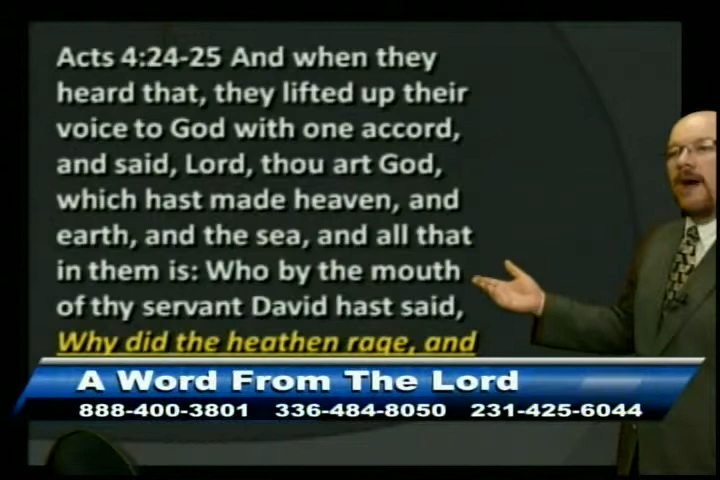 Acts 4:24-25 And when they
heard that, they lifted up their
voice to God with one accord,
and said, Lord, thou art God,
which hast made heaven, and
earth, and the sea, and all that
in them is: Who by the mouth
of thy servant David hast said,
Why did the heathen rage, and
A Word From The Lord
888-400-3801 336-484-8050 231-425-6044